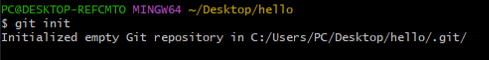 PC@DESKTOP-REFCMTO MINGW64 ~/Desktop/hello
$ git init
Initialized empty Git repository in C:/Users/PC/Desktop/hello/.git/